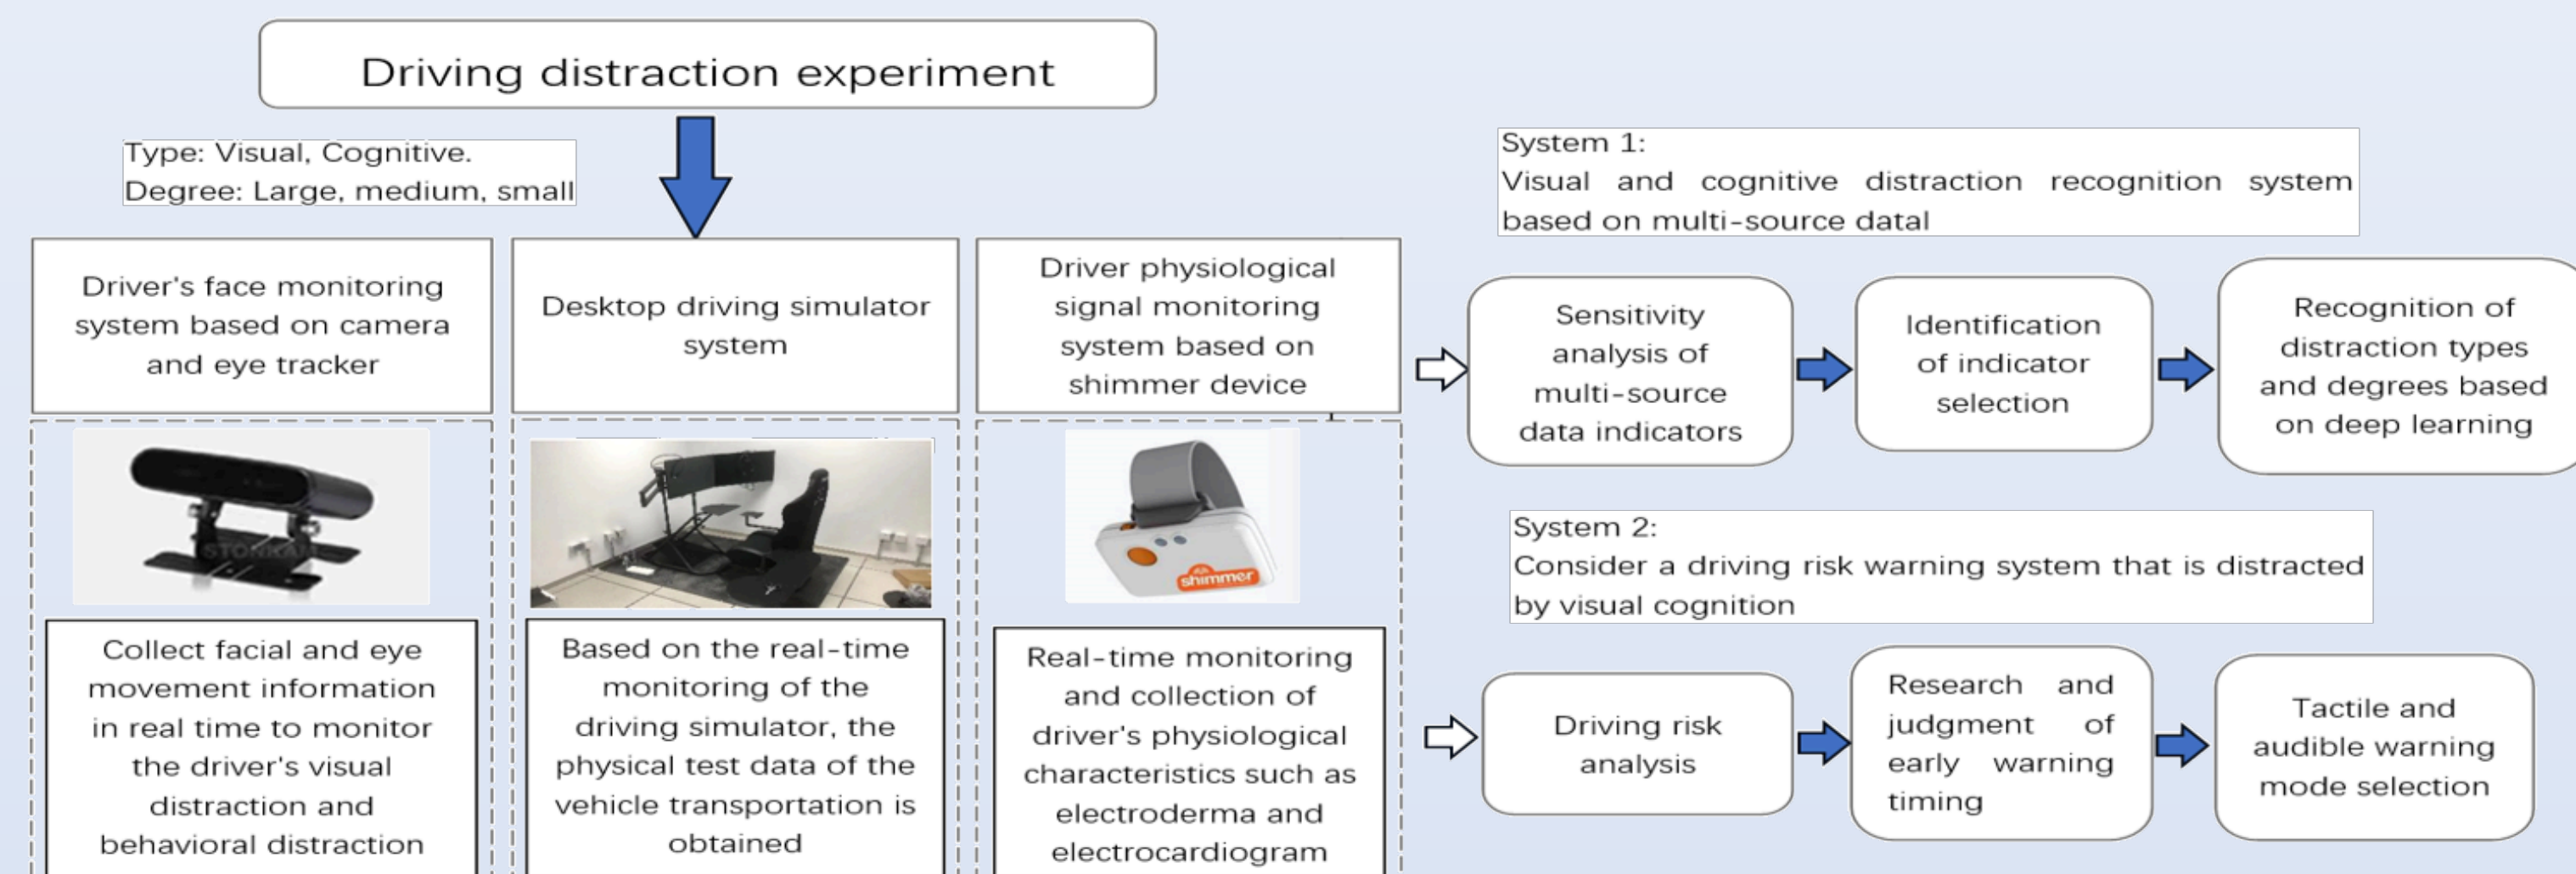 Driving distraction experiment
Type: Visual, Cognitive.
Degree: Large, medium, small
Driver's face monitoring
system based on camera
and eye tracker
Desktop driving simulator
system
Driver physiological
signal monitoring
system based on
shimmer device
STONKAM
shimmer
Collect facial and eye
movement information
in real time to monitor
the driver's visual
distraction and
behavioral distraction
Based on the real-time
monitoring of the
driving simulator, the
physical test data of the
vehicle transportation is
obtained
Real-time monitoring
and collection of
driver's physiological
characteristics such as
electroderma and
electrocardiogram
System 1:
Visual and cognitive distraction recognition system
based on multi-source datal
Sensitivity
analysis of
multi-source
data indicators
Identification
of indicator
selection
Recognition of
distraction types
and degrees based
on deep learning
System 2:
Consider a driving risk warning system that is distracted
by visual cognition
Driving risk
analysis
Research and
judgment of
early warning
timing
Tactile and
audible warning
mode selection